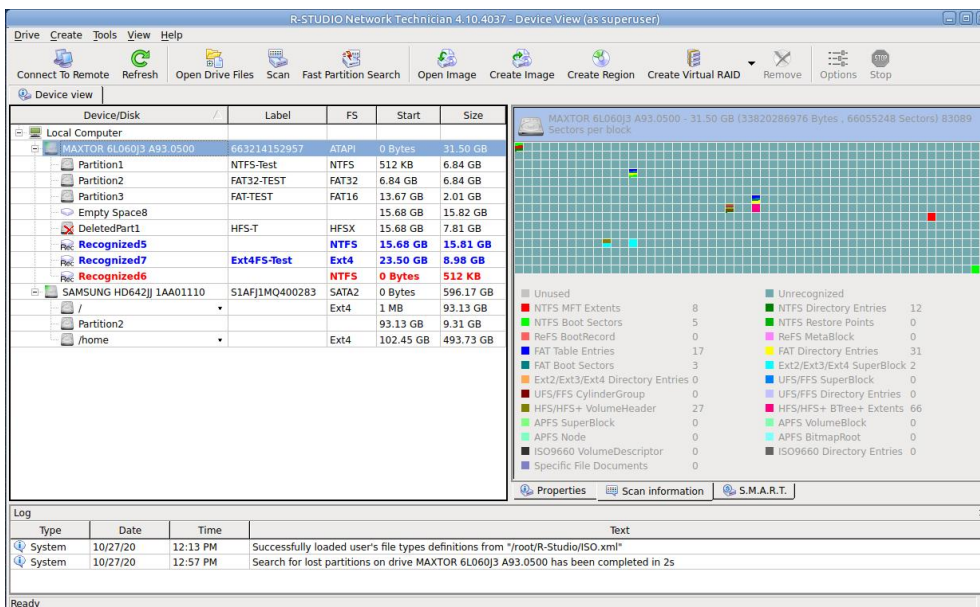 R-STUDIO Network Technician 4.10.4037 - Device View (as superuser)
Drive Create Tools View Help
Connect To Remote Refresh Open Drive Files Scan Fast Partition Search Open Image Create Image Create Region Create Virtual RAID Remove Options Stop
Device view
Device/Disk Label FS Start Size
Local Computer
MAXTOR 6L060J3 A93.0500 663214152957 ATAPI 0 Bytes 31.50 GB
Partition1 NTFS-Test NTFS 512 KB 6.84 GB
Partition2 FAT32-TEST FAT32 6.84 GB 6.84 GB
Partition3 FAT-TEST FAT16 13.67 GB 2.01 GB
Empty Space8 15.68 GB 15.82 GB
DeletedPart1 HFS-T HFSX 15.68 GB 7.81 GB
Rec Recognized5 NTFS 15.68 GB 15.81 GB
Rec Recognized7 Ext4FS-Test Ext4 23.50 GB 8.98 GB
Rec Recognized6 NTFS 0 Bytes 512 KB
SAMSUNG HD642JJ 1AA01110 S1AFJ1MQ400283 SATA2 0 Bytes 596.17 GB
/ Ext4 1 MB 93.13 GB
Partition2 93.13 GB 9.31 GB
/home Ext4 102.45 GB 493.73 GB
MAXTOR 6L060J3 A93.0500 - 31.50 GB (33820286976 Bytes , 66055248 Sectors) 83089
Sectors per block
Unused Unrecognized
NTFS MFT Extents 8 NTFS Directory Entries 12
NTFS Boot Sectors 5 NTFS Restore Points 0
ReFS BootRecord 0 ReFS MetaBlock 0
FAT Table Entries 17 FAT Directory Entries 31
FAT Boot Sectors 3 Ext2/Ext3/Ext4 SuperBlock 2
Ext2/Ext3/Ext4 Directory Entries 0 UFS/FFS SuperBlock 0
UFS/FFS CylinderGroup 0 UFS/FFS Directory Entries 0
HFS/HFS+ VolumeHeader 27 HFS/HFS+ BTree+ Extents 66
APFS SuperBlock 0 APFS VolumeBlock 0
APFS Node 0 APFS BitmapRoot 0
ISO9660 VolumeDescriptor 0 ISO9660 Directory Entries 0
Specific File Documents 0
Properties Scan information S.M.A.R.T.
Log
Type Date Time Text
System 10/27/20 12:13 PM Successfully loaded user's file types definitions from "/root/R-Studio/ISO.xml"
System 10/27/20 12:57 PM Search for lost partitions on drive MAXTOR 6L060J3 A93.0500 has been completed in 2s
Ready